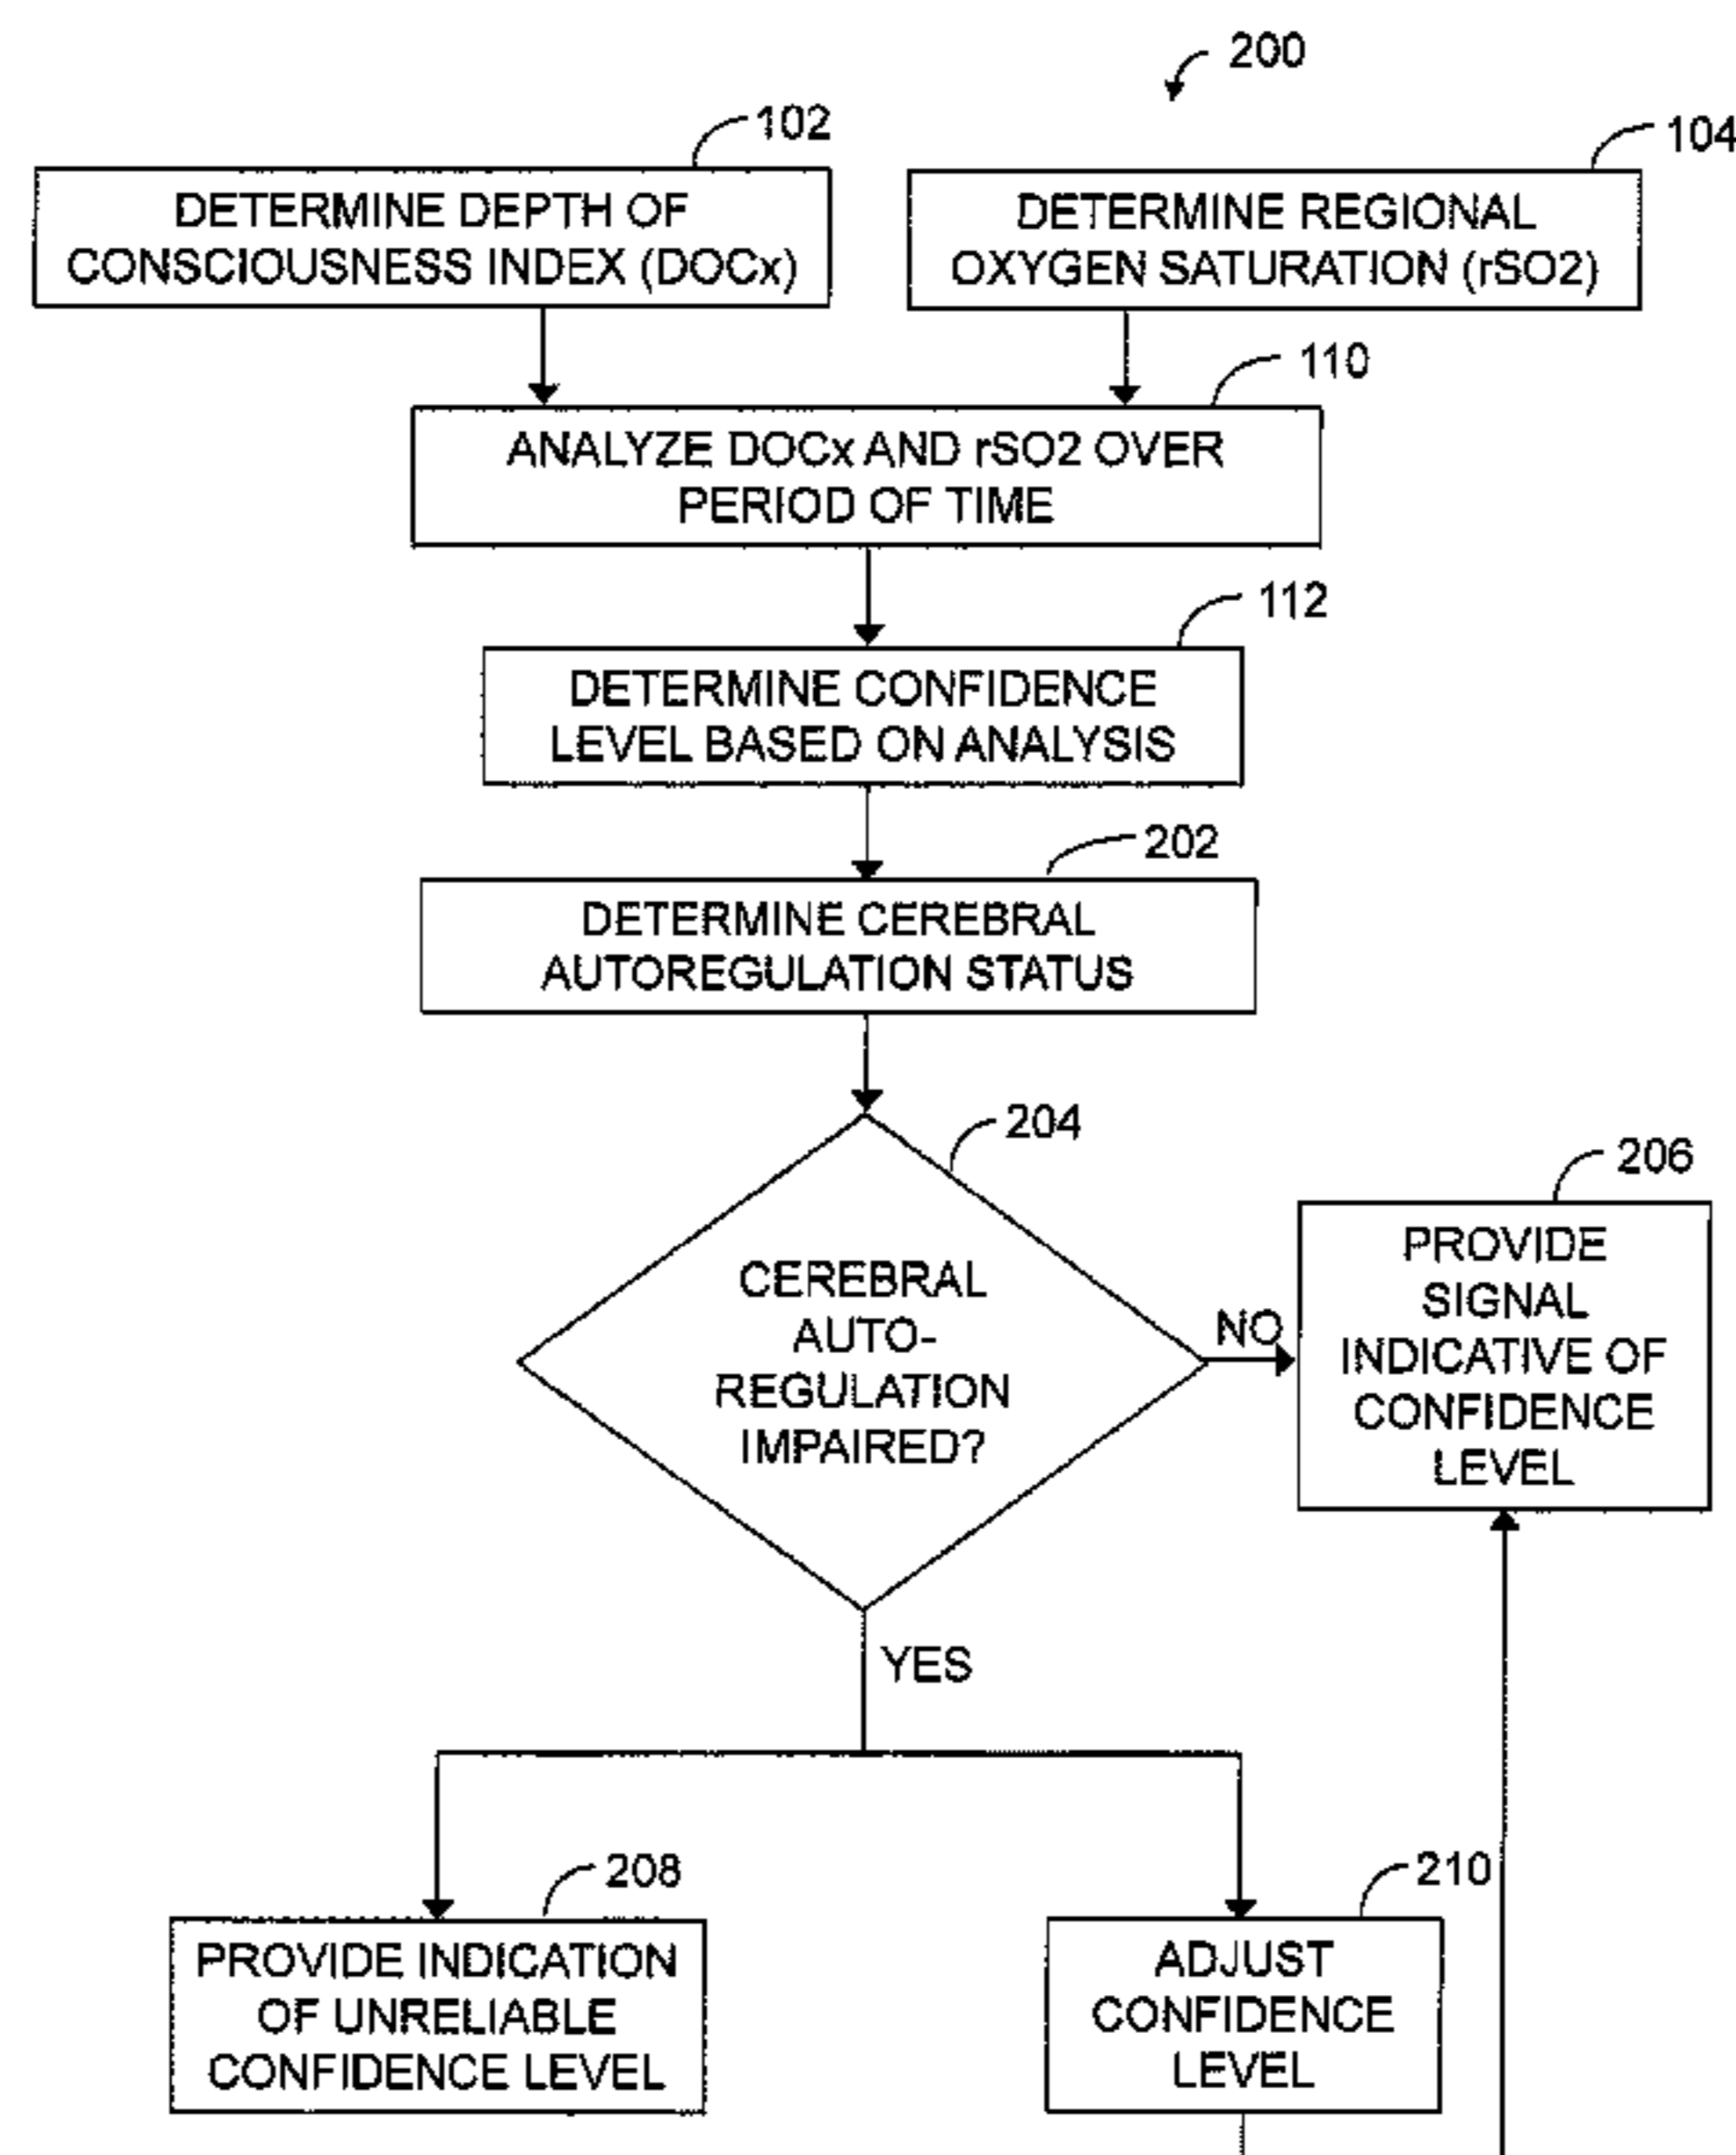 200
102
104
DETERMINE DEPTH OF
CONSCIOUSNESS INDEX (DOCx)
DETERMINE REGIONAL
OXYGEN SATURATION (rSO2)
110
ANALYZE DOCx AND rSO2 OVER
PERIOD OF TIME
112
DETERMINE CONFIDENCE
LEVEL BASED ON ANALYSIS
202
DETERMINE CEREBRAL
AUTOREGULATION STATUS
204
CEREBRAL
AUTO-
REGULATION
IMPAIRED?
NO
206
PROVIDE
SIGNAL
INDICATIVE OF
CONFIDENCE
LEVEL
YES
208
PROVIDE INDICATION
OF UNRELIABLE
CONFIDENCE LEVEL
210
ADJUST
CONFIDENCE
LEVEL